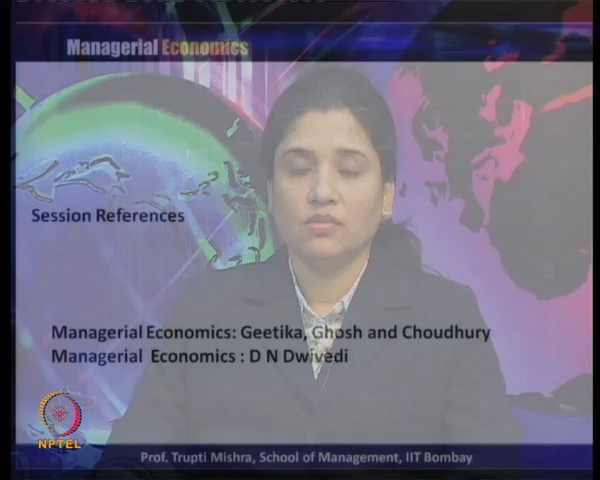 Managerial Economics
Session References
Managerial Economics: Geetika, Ghosh and Choudhury
Managerial Economics : D N Dwivedi
NPTEL
Prof. Trupti Mishra, School of Management, IIT Bombay